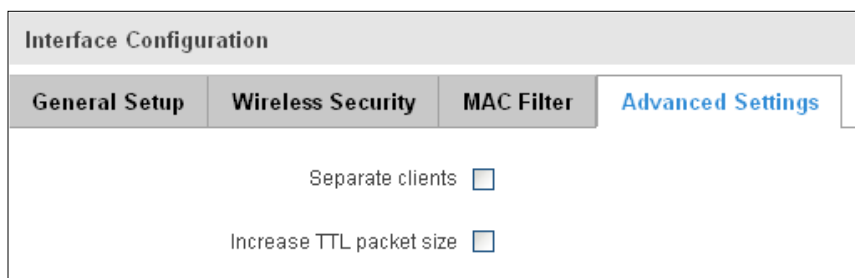 Interface Configuration
General Setup Wireless Security MAC Filter Advanced Settings
Separate clients
Increase TTL packet size